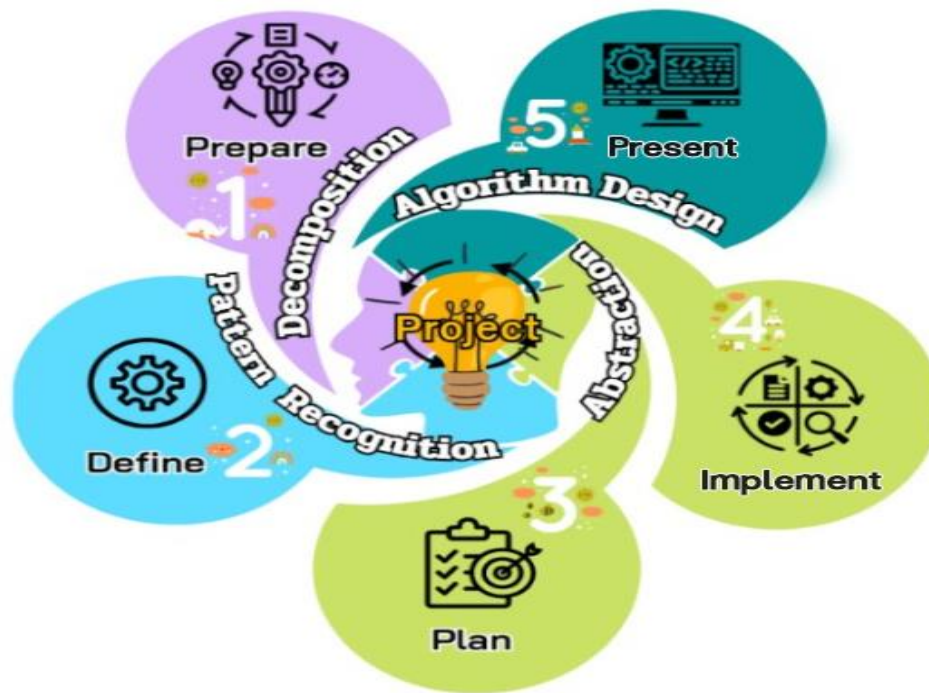 Prepare
1
Decomposition
5
Present
Algorithm Design
Pattern Recognition
Project
Abstraction
Define
2
4
Implement
3
Plan
</>